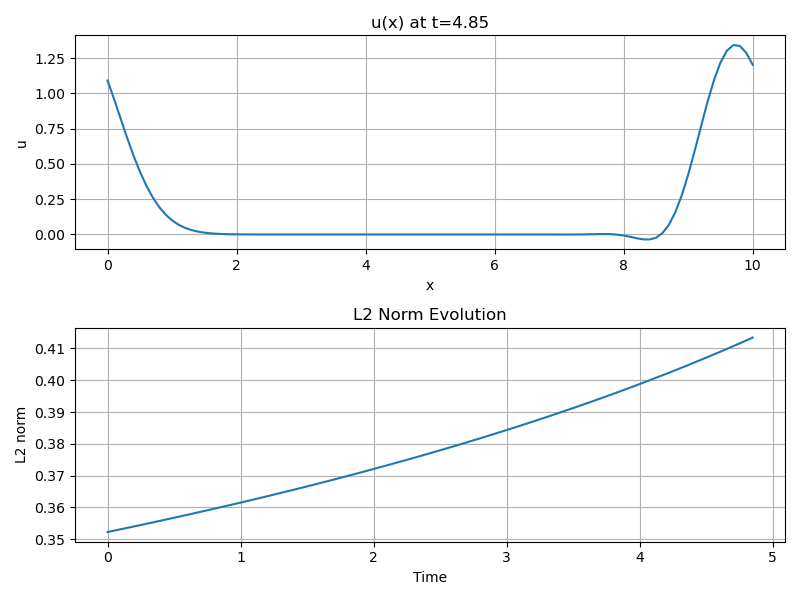 u(x) at t=4.85
u
1.25
1.00
0.75
0.50
0.25
0.00
0 2 4 6 8 10
x
L2 Norm Evolution
L2 norm
0.41
0.40
0.39
0.38
0.37
0.36
0.35
0 1 2 3 4 5
Time